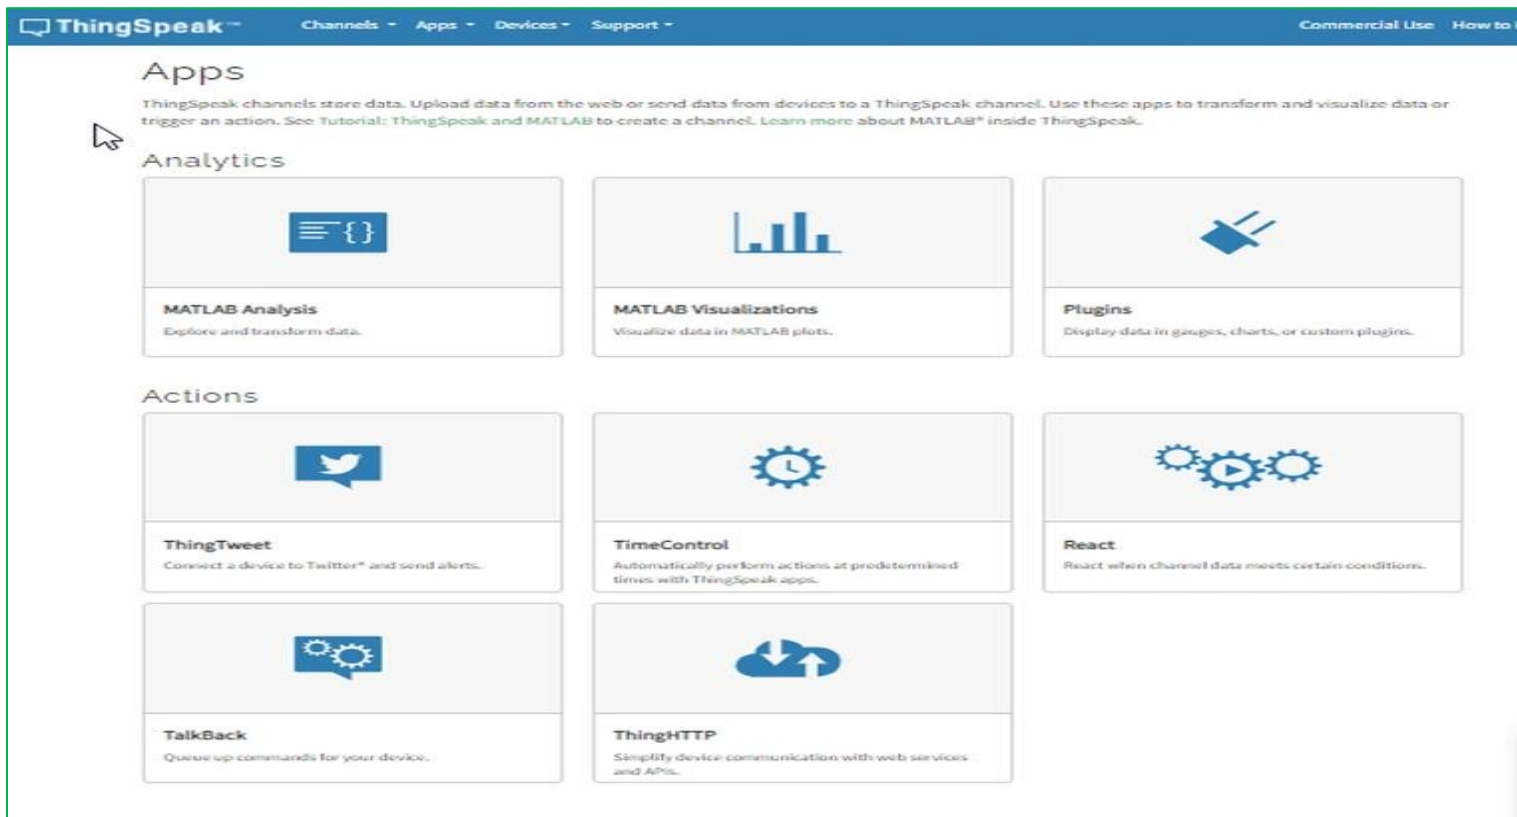 ThingSpeak™ Channels Apps Devices Support Commercial Use How to
Apps
ThingSpeak channels store data. Upload data from the web or send data from devices to a ThingSpeak channel. Use these apps to transform and visualize data or
trigger an action. See Tutorial: ThingSpeak and MATLAB to create a channel. Learn more about MATLAB® inside ThingSpeak.
Analytics
{}
MATLAB Analysis
Explore and transform data.
MATLAB Visualizations
Visualize data in MATLAB plots.
Plugins
Display data in gauges, charts, or custom plugins.
Actions
ThingTweet
Connect a device to Twitter® and send alerts.
TimeControl
Automatically perform actions at predetermined
times with ThingSpeak apps.
React
React when channel data meets certain conditions.
TalkBack
Queue up commands for your device.
ThingHTTP
Simplify device communication with web services
and APIs.